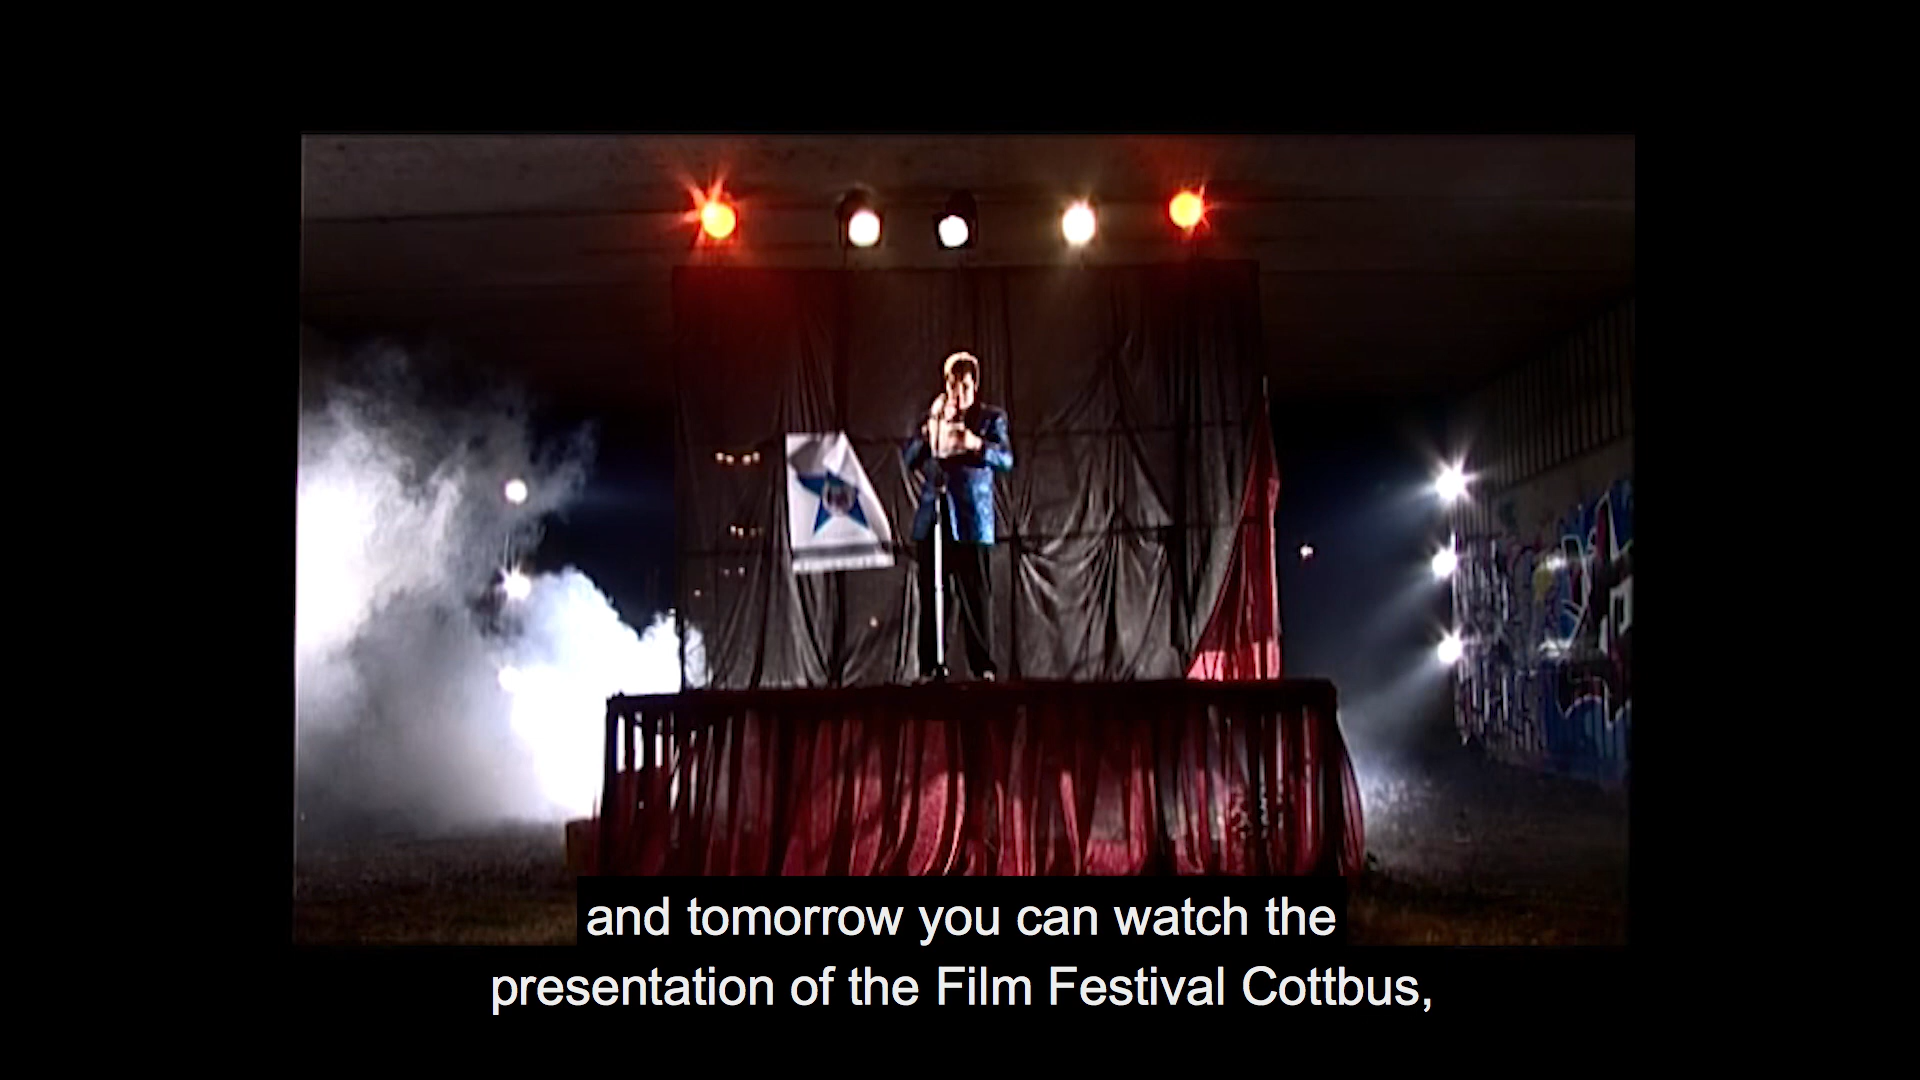 and tomorrow you can watch the
presentation of the Film Festival Cottbus,